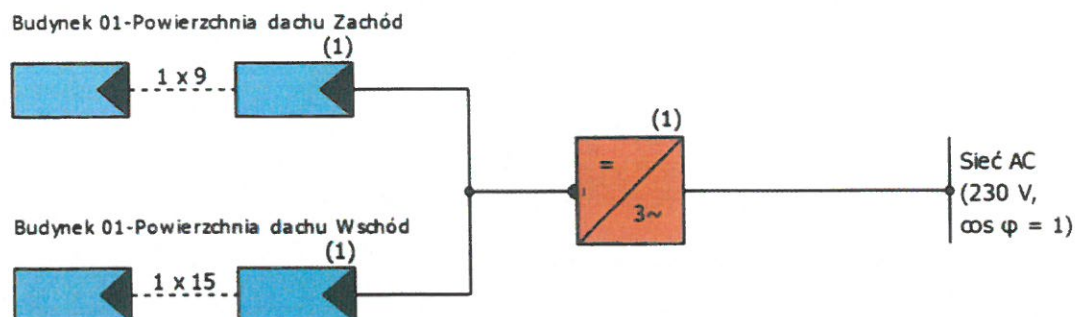 Budynek 01-Powierzchnia dachu Zachód
(1)
1 x 9
(1)
=
3~
Sieć AC
(230 V,
cos φ = 1)
Budynek 01-Powierzchnia dachu Wschód
(1)
1 x 15